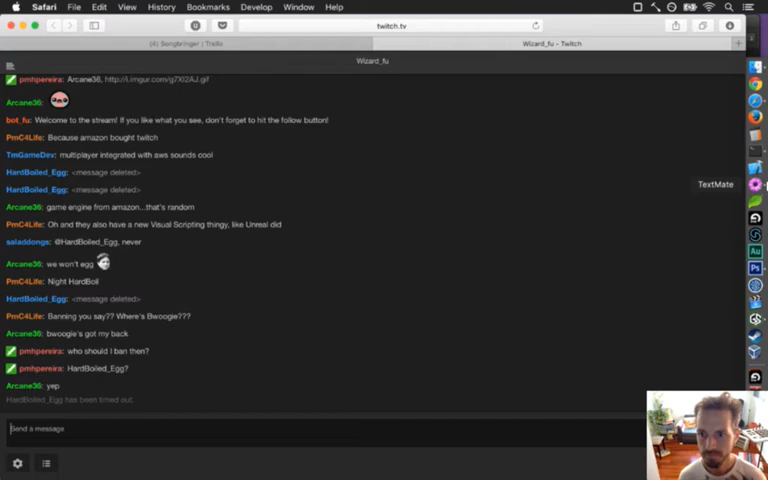 Safari File Edit View History Bookmarks Develop Window Help
twitch.tv
(4) Songbringer | Trello
Wizard_fu - Twitch
Wizard_fu
pmhpereira: Arcane36, http://i.imgur.com/g7Xl2AJ.gif
Arcane36:
bot_fu: Welcome to the stream! If you like what you see, don't forget to hit the follow button!
PmC4Life: Because amazon bought twitch
TmGameDev: multiplayer integrated with aws sounds cool
HardBoiled_Egg: <message deleted>
HardBoiled_Egg: <message deleted>
TextMate
Arcane36: game engine from amazon...that's random
PmC4Life: Oh and they also have a new Visual Scripting thingy, like Unreal did
saladdongs: @HardBoiled_Egg, never
Arcane36: we won't egg
PmC4Life: Night HardBoil
HardBoiled_Egg: <message deleted>
PmC4Life: Banning you say?? Where's Bwoogie???
Arcane36: bwoogie's got my back
pmhpereira: who should I ban then?
pmhpereira: HardBoiled_Egg?
Arcane36: yep
HardBoiled_Egg has been timed out.
Send a message
Au
Ps